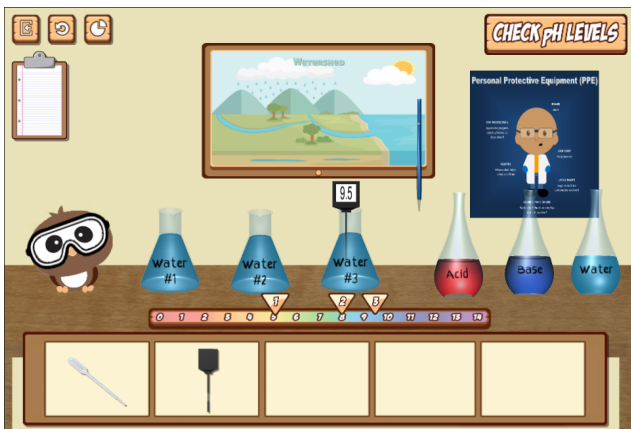 CHECK pH LEVELS
Watershed
Personal Protective Equipment (PPE)
9.5
Water
#1
Water
#2
Water
#3
Acid
Base
Water
1
2
3
0 1 2 3 4 5 6 7 8 9 10 11 12 13 14